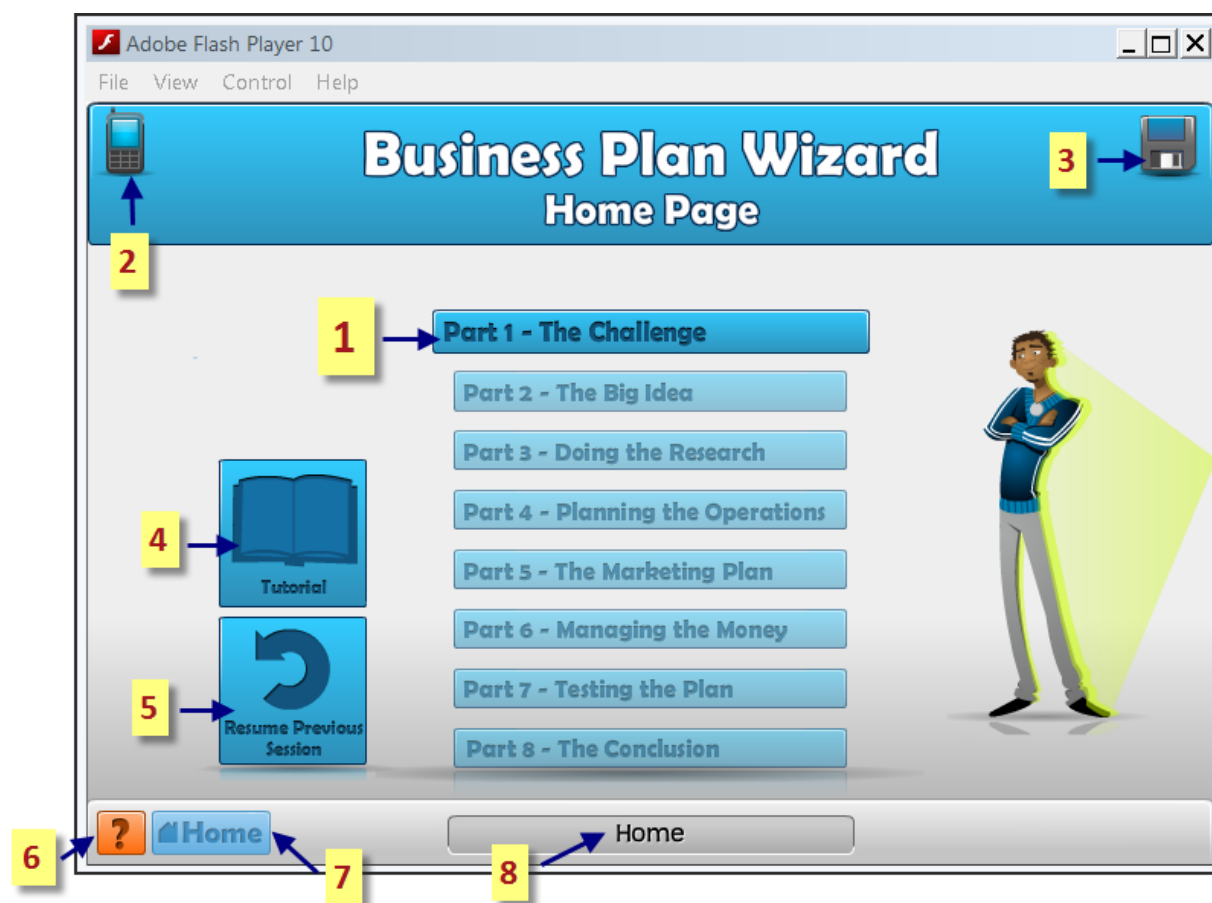 Adobe Flash Player 10
File View Control Help
Business Plan Wizard
Home Page
3
2
1
Part 1 - The Challenge
Part 2 - The Big Idea
Part 3 - Doing the Research
Part 4 - Planning the Operations
4
Part 5 - The Marketing Plan
Tutorial
Part 6 - Managing the Money
Part 7 - Testing the Plan
5
Resume Previous
Session
Part 8 - The Conclusion
?
Home
Home
6
7
8